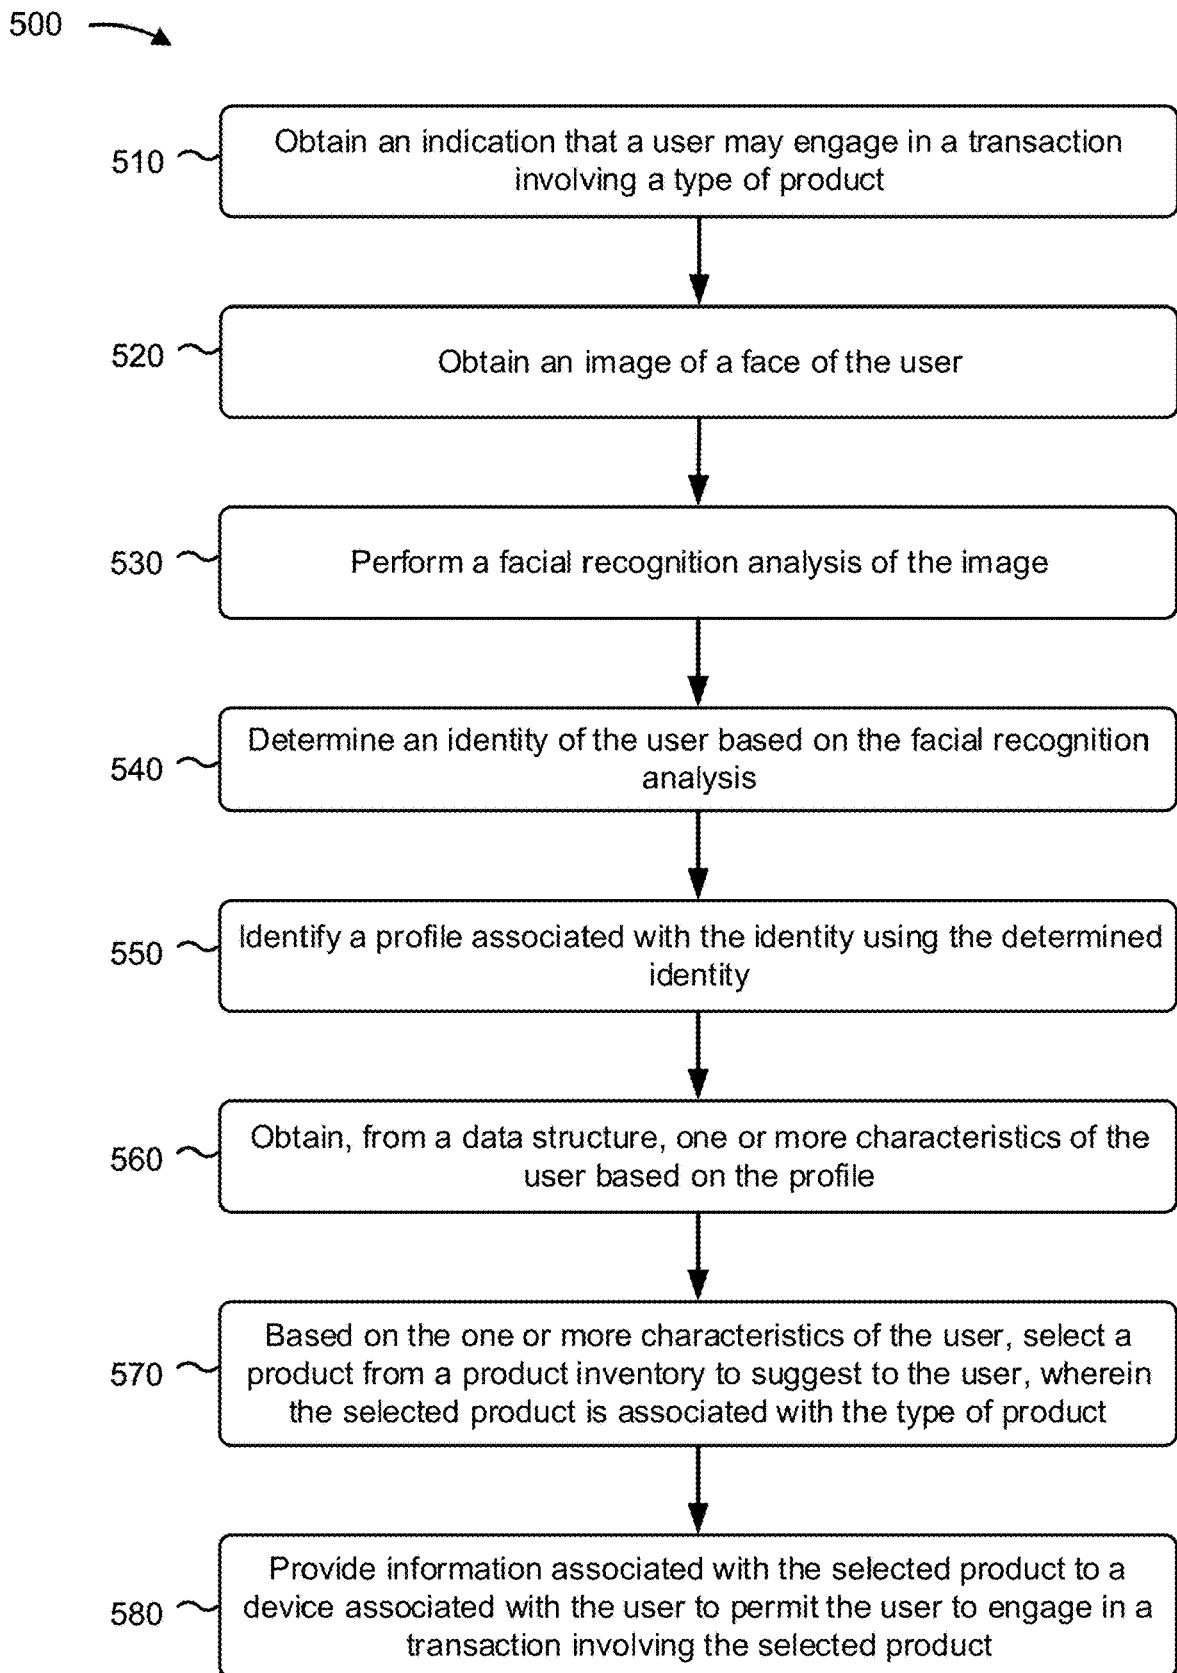 500
510
Obtain an indication that a user may engage in a transaction
involving a type of product
520
Obtain an image of a face of the user
530
Perform a facial recognition analysis of the image
540
Determine an identity of the user based on the facial recognition
analysis
550
Identify a profile associated with the identity using the determined
identity
560
Obtain, from a data structure, one or more characteristics of the
user based on the profile
570
Based on the one or more characteristics of the user, select a
product from a product inventory to suggest to the user, wherein
the selected product is associated with the type of product
580
Provide information associated with the selected product to a
device associated with the user to permit the user to engage in a
transaction involving the selected product